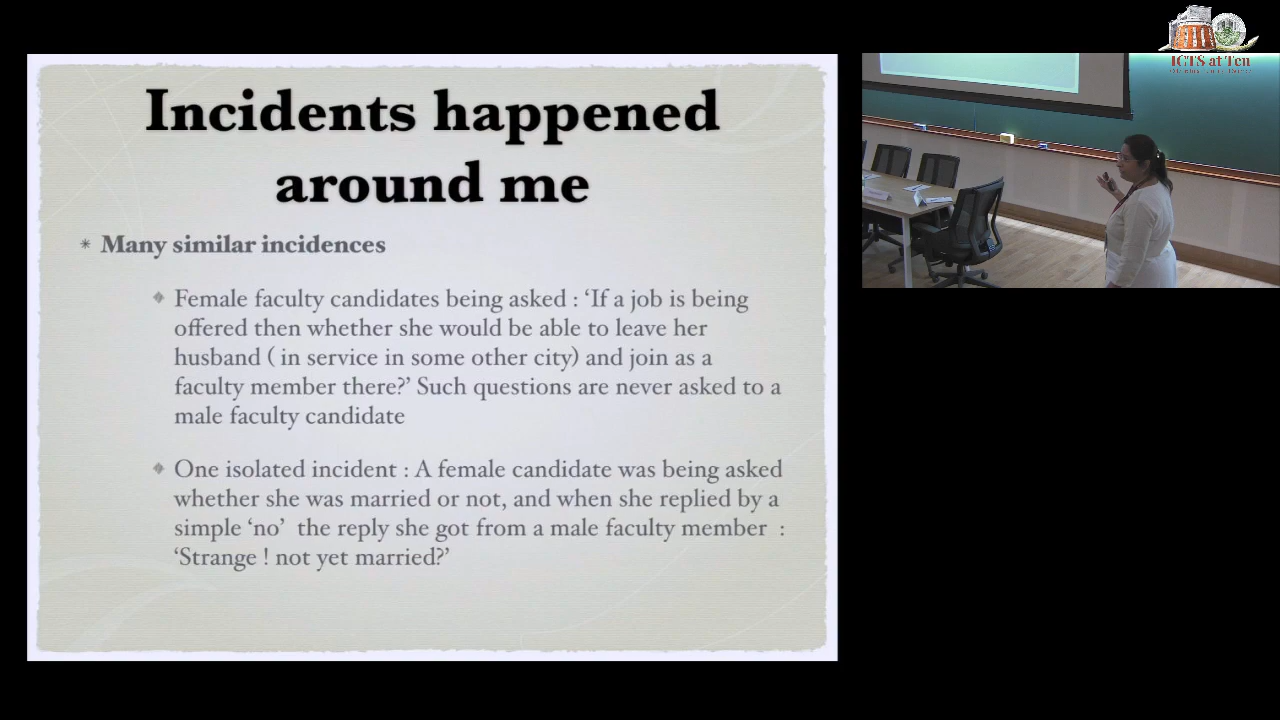 ICTS at Ten
Incidents happened
around me
* Many similar incidences
Female faculty candidates being asked : ‘If a job is being
offered then whether she would be able to leave her
husband ( in service in some other city) and join as a
faculty member there?’ Such questions are never asked to a
male faculty candidate
One isolated incident : A female candidate was being asked
whether she was married or not, and when she replied by a
simple ‘no’ the reply she got from a male faculty member :
‘Strange ! not yet married?’